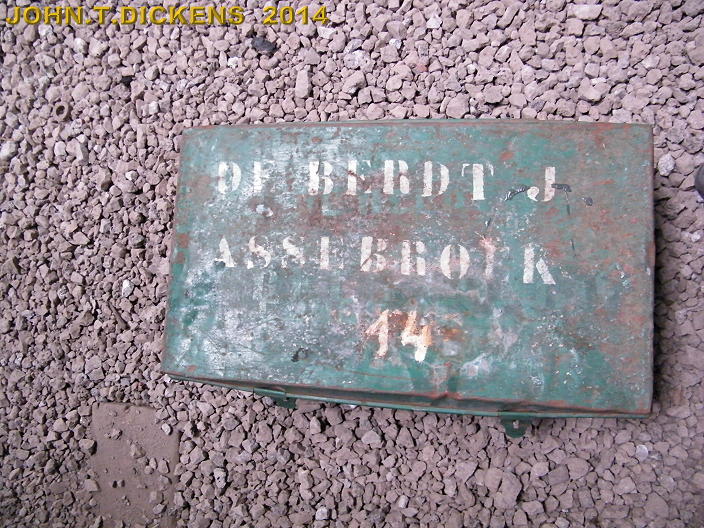 JOHN.T.DICKENS 2014
DE BERDT J
ASSEBROEK
14